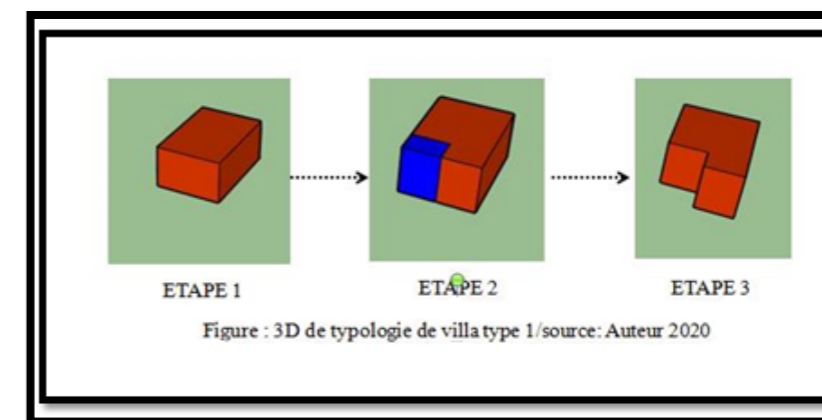 ETAPE 1
ETAPE 2
ETAPE 3
Figure : 3D de typologie de villa type 1/source: Auteur 2020